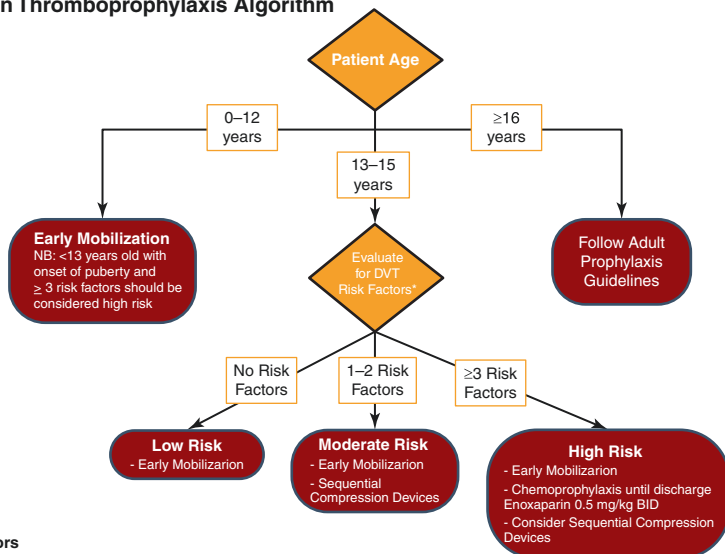 n Thromboprophylaxis Algorithm
Patient Age
0–12
years
≥16
years
13–15
years
Early Mobilization
NB: <13 years old with
onset of puberty and
≥ 3 risk factors should be
considered high risk
Evaluate
for DVT
Risk Factors*
Follow Adult
Prophylaxis
Guidelines
No Risk
Factors
1–2 Risk
Factors
≥3 Risk
Factors
Low Risk
- Early Mobilizarion
Moderate Risk
- Early Mobilizarion
- Sequential
Compression Devices
High Risk
- Early Mobilizarion
- Chemoprophylaxis until discharge
Enoxaparin 0.5 mg/kg BID
- Consider Sequential Compression
Devices
ors